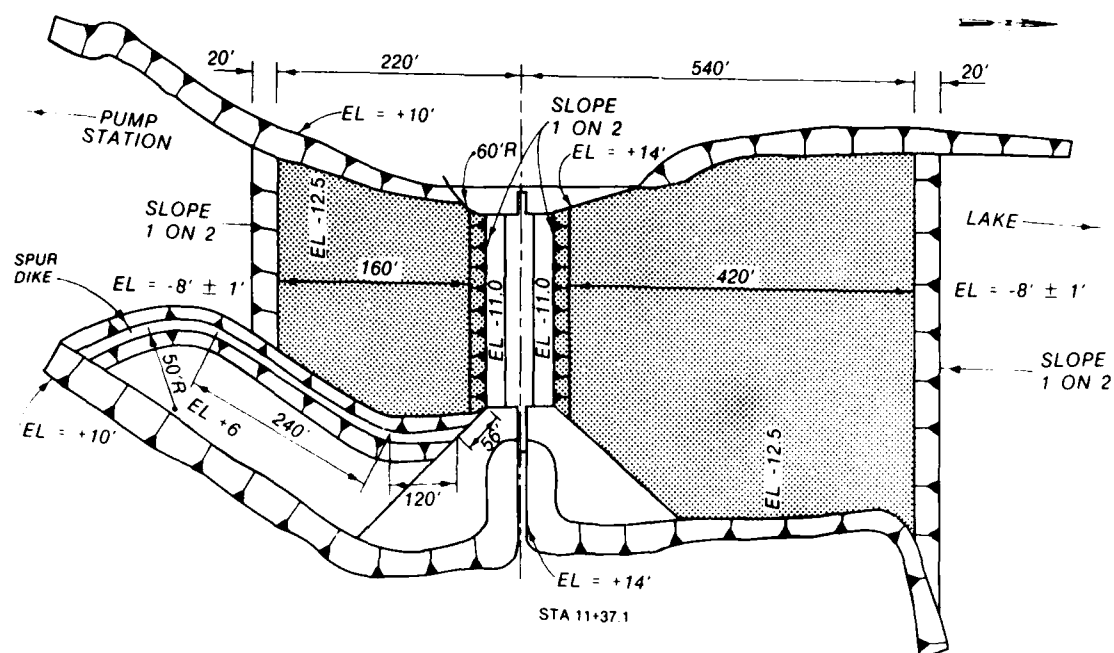 20'
220'
540'
20'
PUMP
STATION
EL = +10'
SLOPE
1 ON 2
60'R
EL = +14'
EL -12.5
SLOPE
1 ON 2
LAKE
SPUR
DIKE
EL = -8' ± 1'
160'
EL -11.0
EL -11.0
420'
EL = -8' ± 1'
SLOPE
1 ON 2
50'R
EL +6
240'
56'
EL = +10'
120'
EL -12.5
EL = +14'
STA 11+37.1